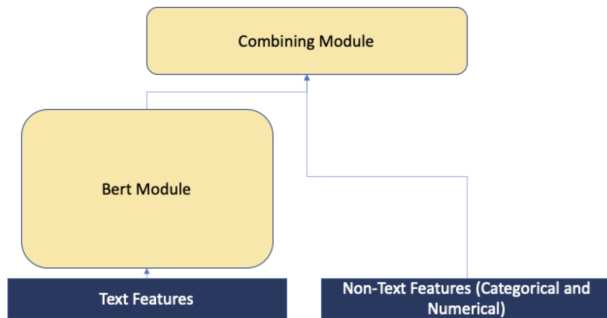 Combining Module
Bert Module
Text Features
Non-Text Features (Categorical and
Numerical)